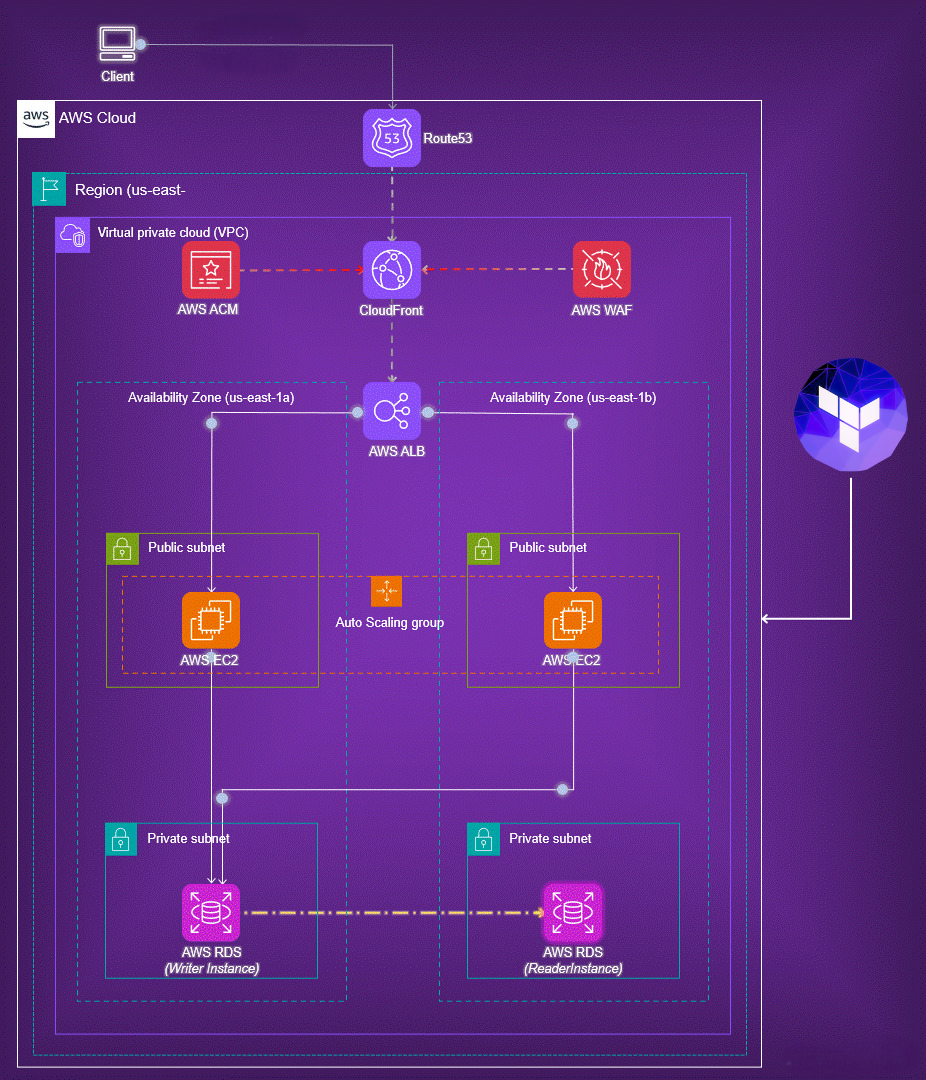 Client
aws
AWS Cloud
53
Route53
Region (us-east-
Virtual private cloud (VPC)
AWS ACM
CloudFront
AWS WAF
Availability Zone (us-east-1a)
Availability Zone (us-east-1b)
AWS ALB
Public subnet
Public subnet
Auto Scaling group
AWS EC2
AWS EC2
Private subnet
Private subnet
AWS RDS
(Writer Instance)
AWS RDS
(ReaderInstance)